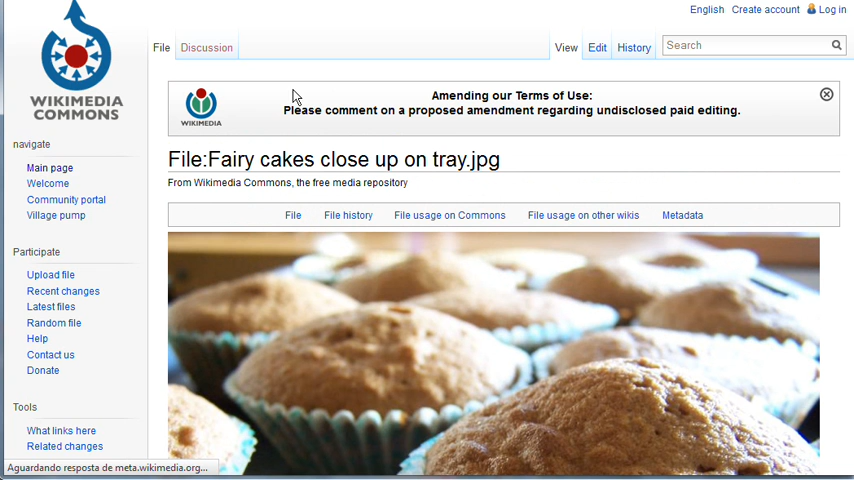 English Create account Log in
File Discussion View Edit History Search
WIKIMEDIA
COMMONS
Amending our Terms of Use:
Please comment on a proposed amendment regarding undisclosed paid editing.
WIKIMEDIA
navigate
Main page
Welcome
Community portal
Village pump
File:Fairy cakes close up on tray.jpg
From Wikimedia Commons, the free media repository
File File history File usage on Commons File usage on other wikis Metadata
Participate
Upload file
Recent changes
Latest files
Random file
Help
Contact us
Donate
Tools
What links here
Related changes
Aguardando resposta de meta.wikimedia.org...